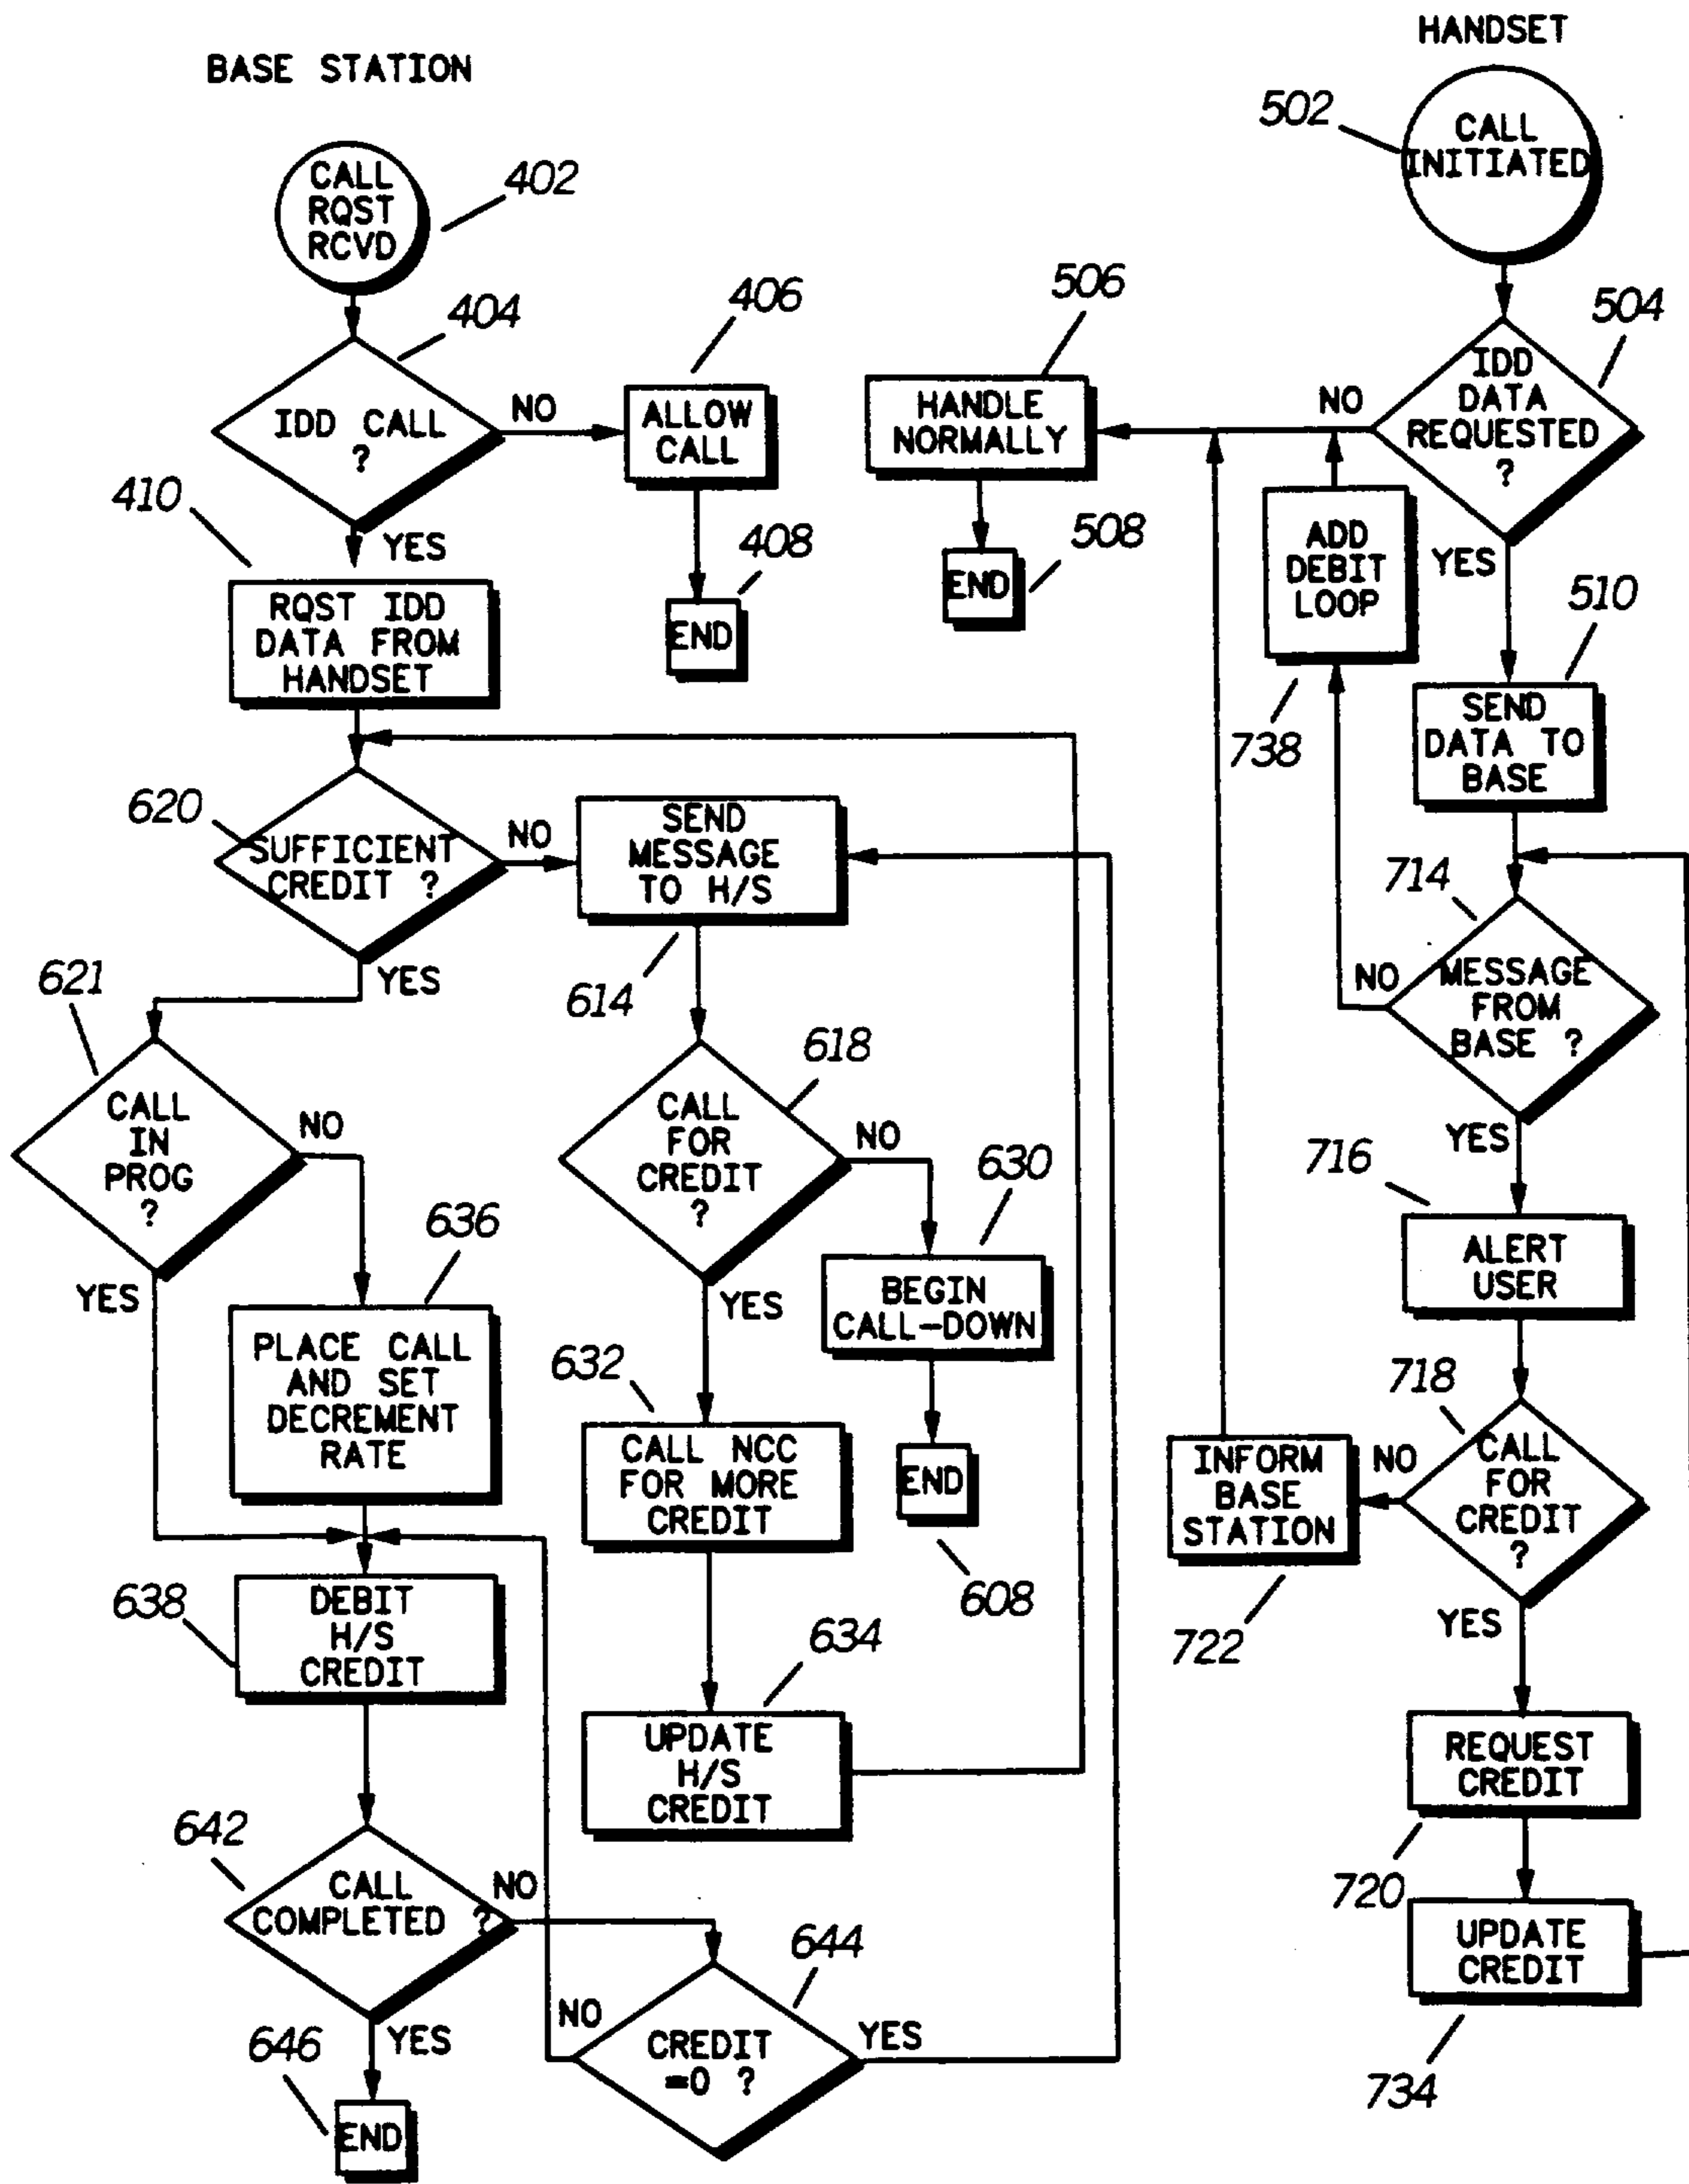 BASE STATION
CALL
RQST
RCVD
402
404
IDD CALL
?
NO
406
ALLOW
CALL
408
END
YES
410
RQST IDD
DATA FROM
HANDSET
620
SUFFICIENT
CREDIT ?
NO
SEND
MESSAGE
TO H/S
614
YES
621
CALL
IN
PROG
?
NO
YES
636
PLACE CALL
AND SET
DECREMENT
RATE
618
CALL
FOR
CREDIT
?
NO
630
BEGIN
CALL-DOWN
END
608
YES
632
CALL NCC
FOR MORE
CREDIT
634
UPDATE
H/S
CREDIT
638
DEBIT
H/S
CREDIT
642
CALL
COMPLETED ?
NO
YES
646
END
644
CREDIT
=0 ?
NO
YES
HANDSET
502
CALL
INITIATED
504
IDD
DATA
REQUESTED
?
NO
506
HANDLE
NORMALLY
508
END
ADD
DEBIT
LOOP
738
YES
510
SEND
DATA TO
BASE
714
MESSAGE
FROM
BASE ?
NO
YES
716
ALERT
USER
718
CALL
FOR
CREDIT
?
NO
INFORM
BASE
STATION
722
YES
REQUEST
CREDIT
720
UPDATE
CREDIT
734